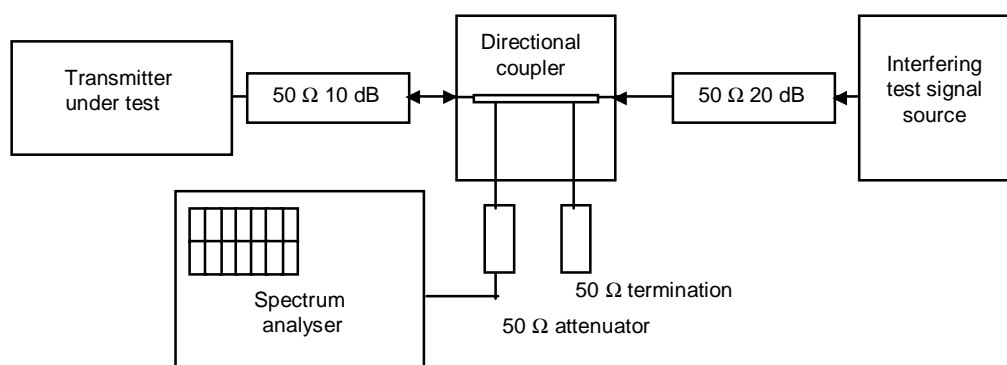 Transmitter
under test
50 Ω 10 dB
Directional
coupler
50 Ω 20 dB
Interfering
test signal
source
Spectrum
analyser
50 Ω termination
50 Ω attenuator